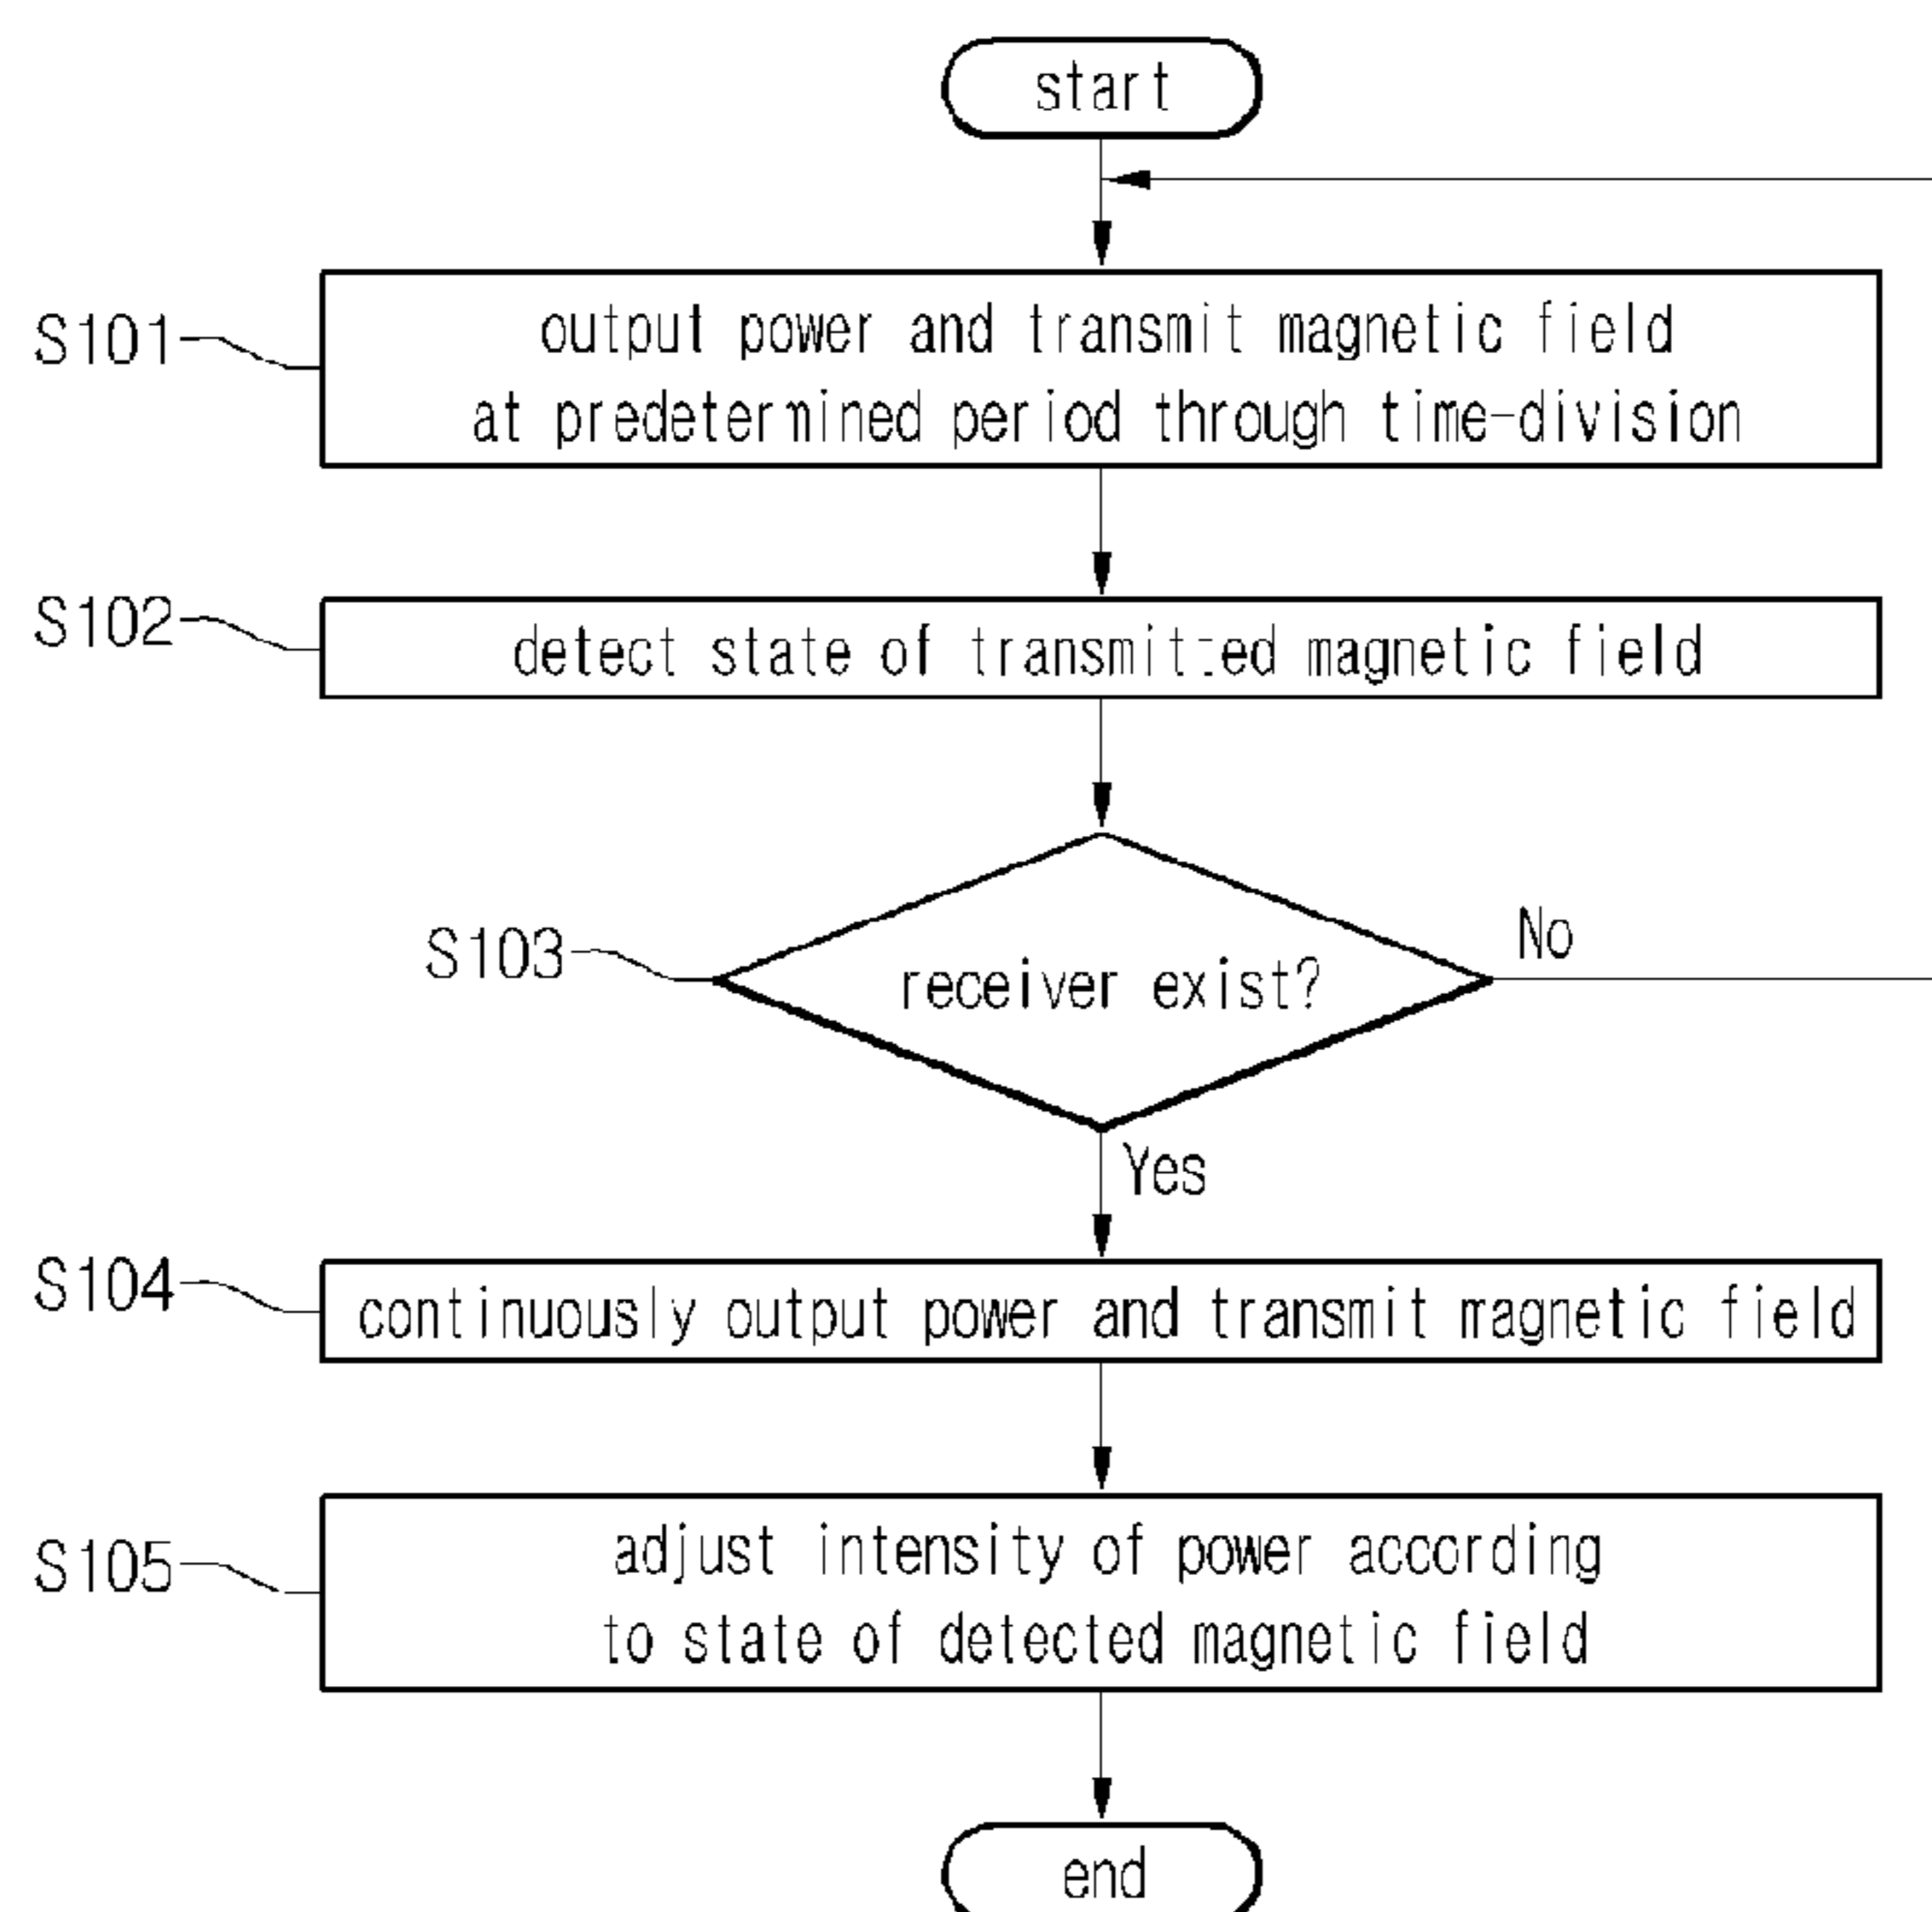 start
S101
output power and transmit magnetic field
at predetermined period through time-division
S102
detect state of transmitted magnetic field
S103
receiver exist?
No
Yes
S104
continuously output power and transmit magnetic field
S105
adjust intensity of power according
to state of detected magnetic field
end